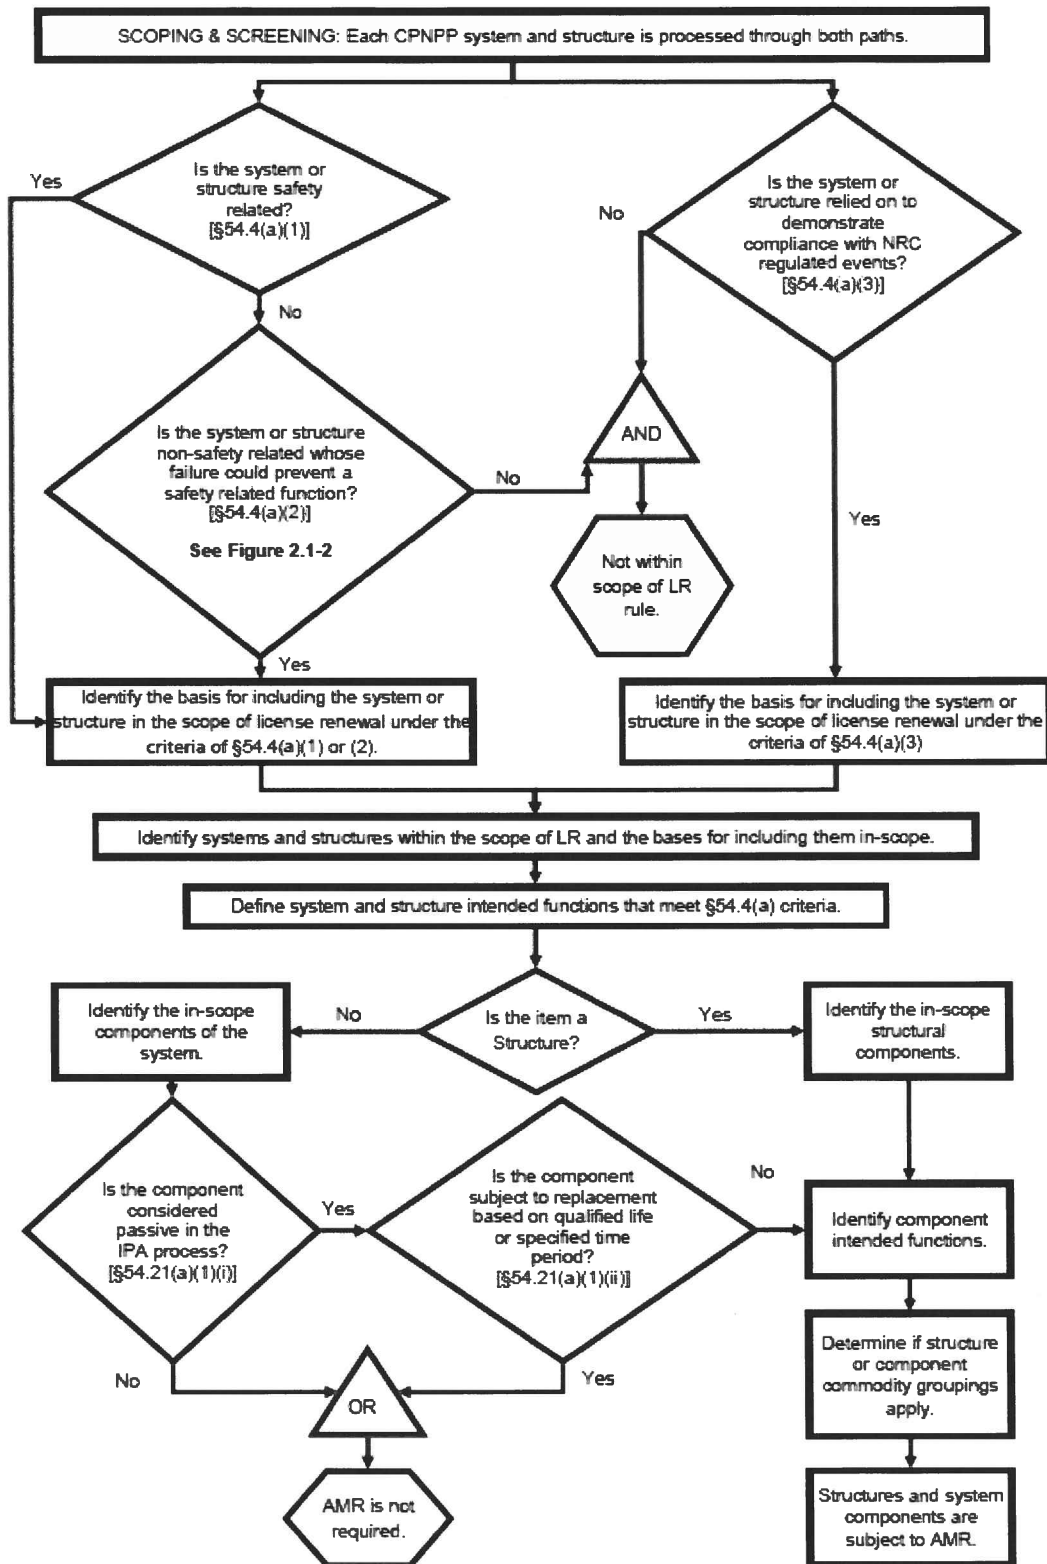 SCOPING & SCREENING: Each CPNPP system and structure is processed through both paths.
Is the system or
structure safety
related?
[§54.4(a)(1)]
Yes
No
Is the system or
structure relied on to
demonstrate
compliance with NRC
regulated events?
[§54.4(a)(3)]
No
Yes
Is the system or structure
non-safety related whose
failure could prevent a
safety related function?
[§54.4(a)(2)]
See Figure 2.1-2
No
Yes
AND
Not within
scope of LR
rule.
Identify the basis for including the system or
structure in the scope of license renewal under the
criteria of §54.4(a)(1) or (2).
Identify the basis for including the system or
structure in the scope of license renewal under the
criteria of §54.4(a)(3)
Identify systems and structures within the scope of LR and the bases for including them in-scope.
Define system and structure intended functions that meet §54.4(a) criteria.
Is the item a
Structure?
No
Yes
Identify the in-scope
components of the
system.
Identify the in-scope
structural
components.
Is the component
considered
passive in the
IPA process?
[§54.21(a)(1)(i)]
Yes
No
Is the component
subject to replacement
based on qualified life
or specified time
period?
[§54.21(a)(1)(ii)]
No
Yes
Identify component
intended functions.
OR
AMR is not
required.
Determine if structure
or component
commodity groupings
apply.
Structures and system
components are
subject to AMR.